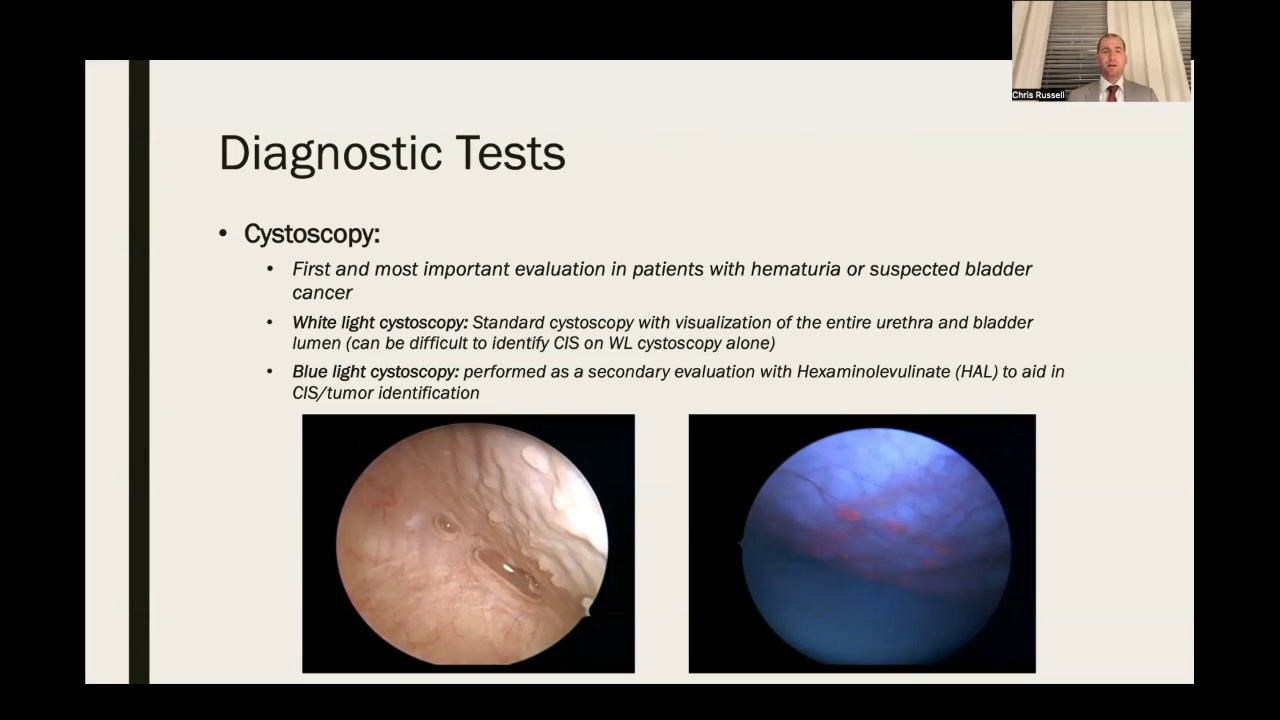 Chris Russell
Diagnostic Tests
• Cystoscopy:
• First and most important evaluation in patients with hematuria or suspected bladder
cancer
• White light cystoscopy: Standard cystoscopy with visualization of the entire urethra and bladder
lumen (can be difficult to identify CIS on WL cystoscopy alone)
• Blue light cystoscopy: performed as a secondary evaluation with Hexaminolevulinate (HAL) to aid in
CIS/tumor identification